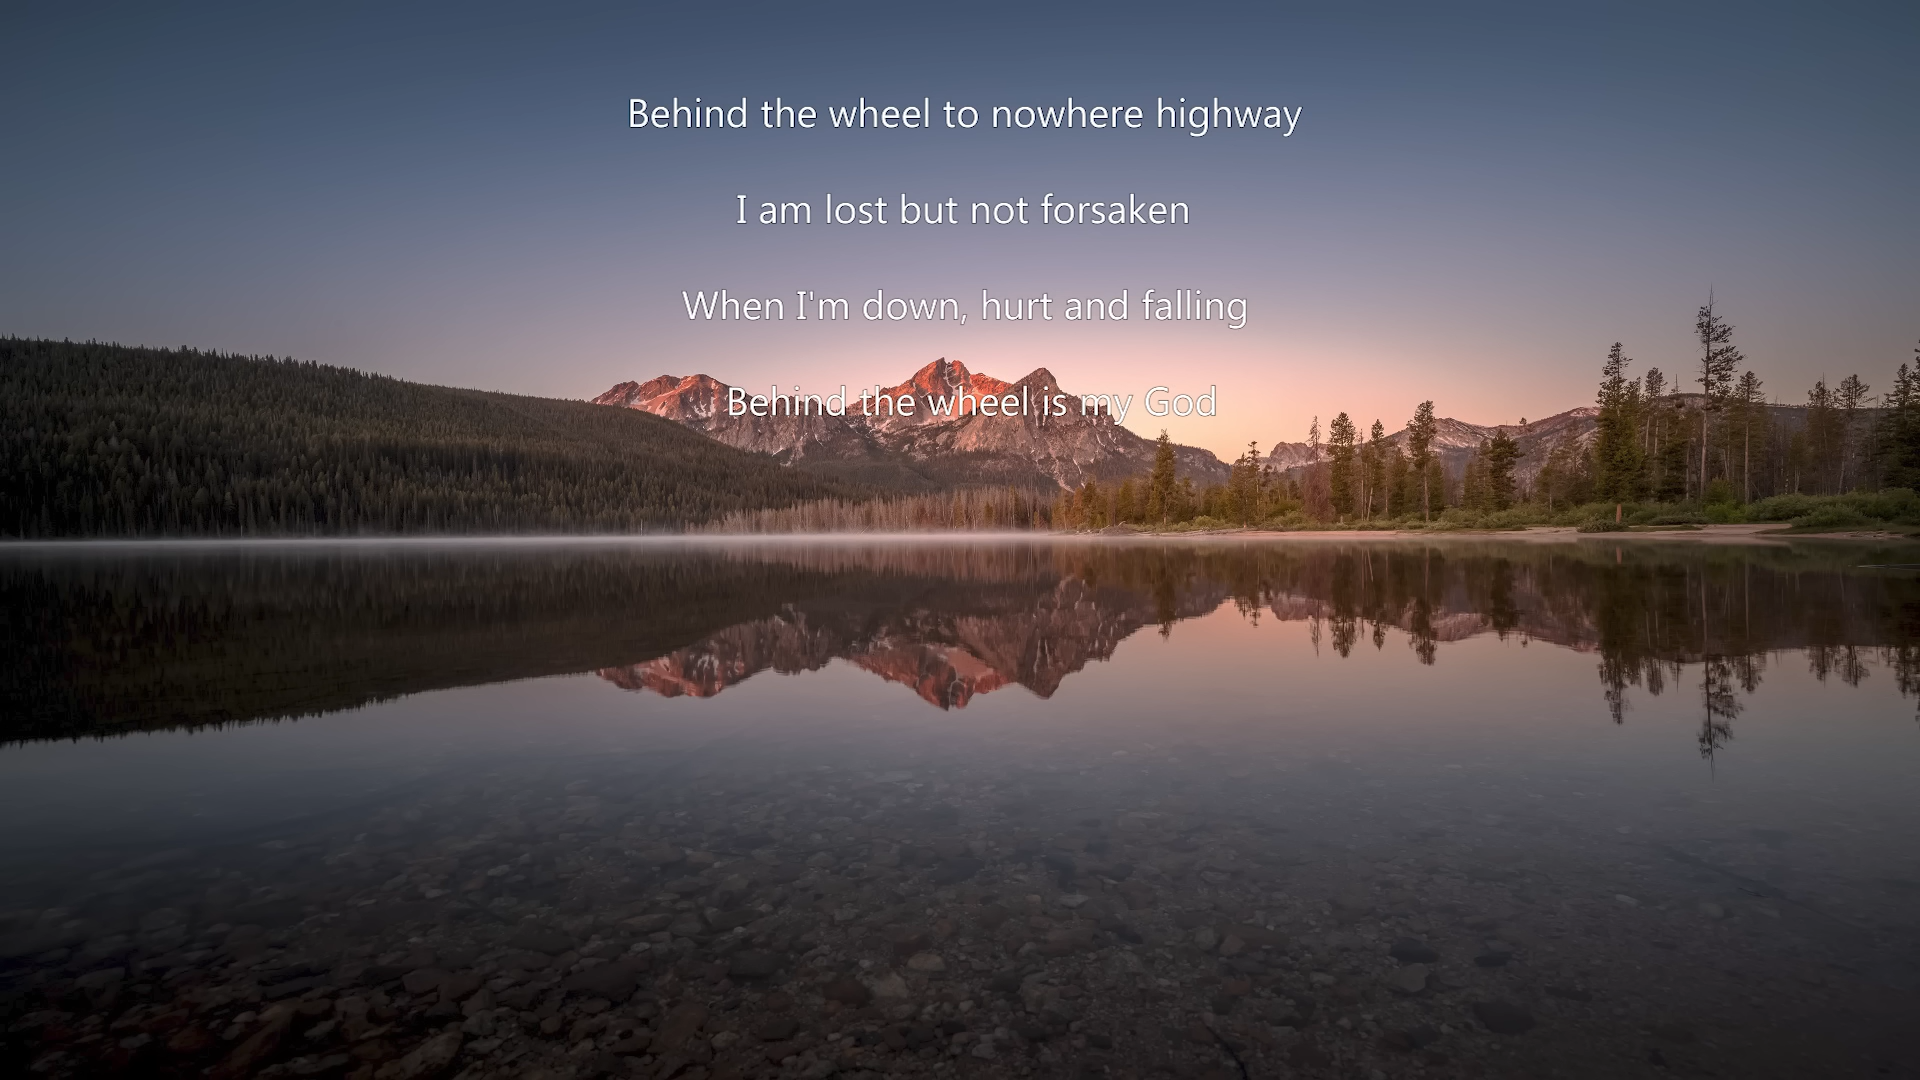 Behind the wheel to nowhere highway
I am lost but not forsaken
When I'm down, hurt and falling
Behind the wheel is my God